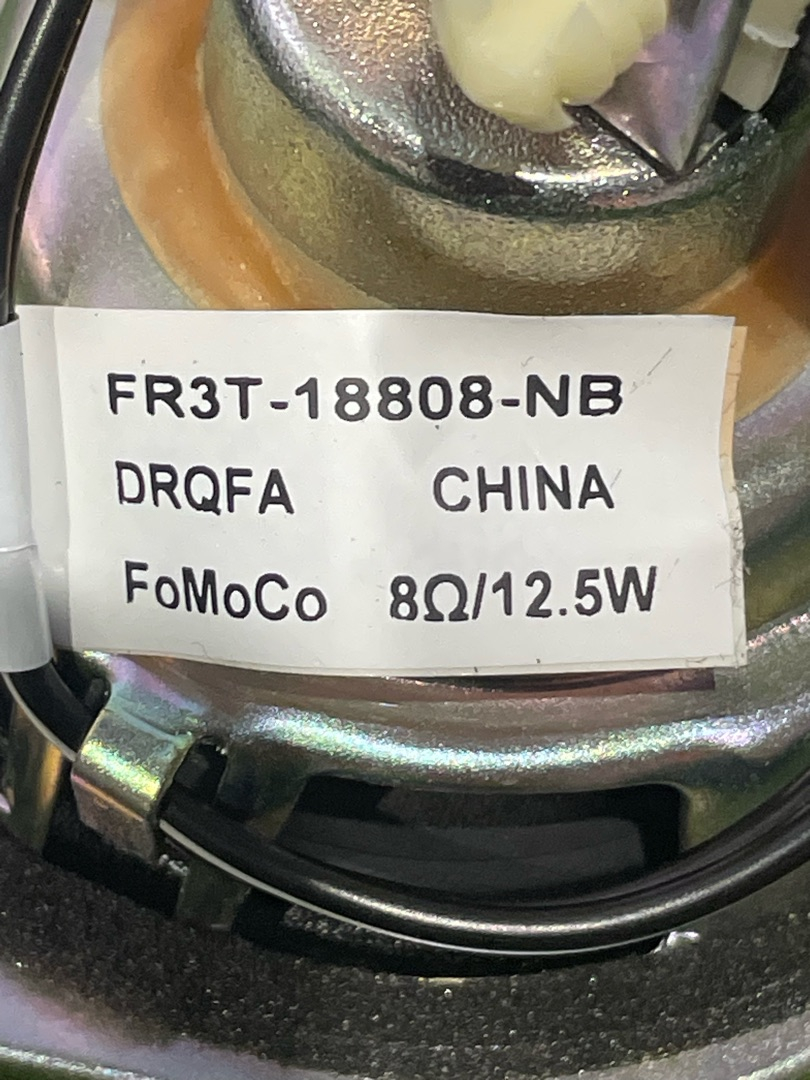 FR3T-18808-NB
DRQFA CHINA
FoMoCo 8Ω/12.5W